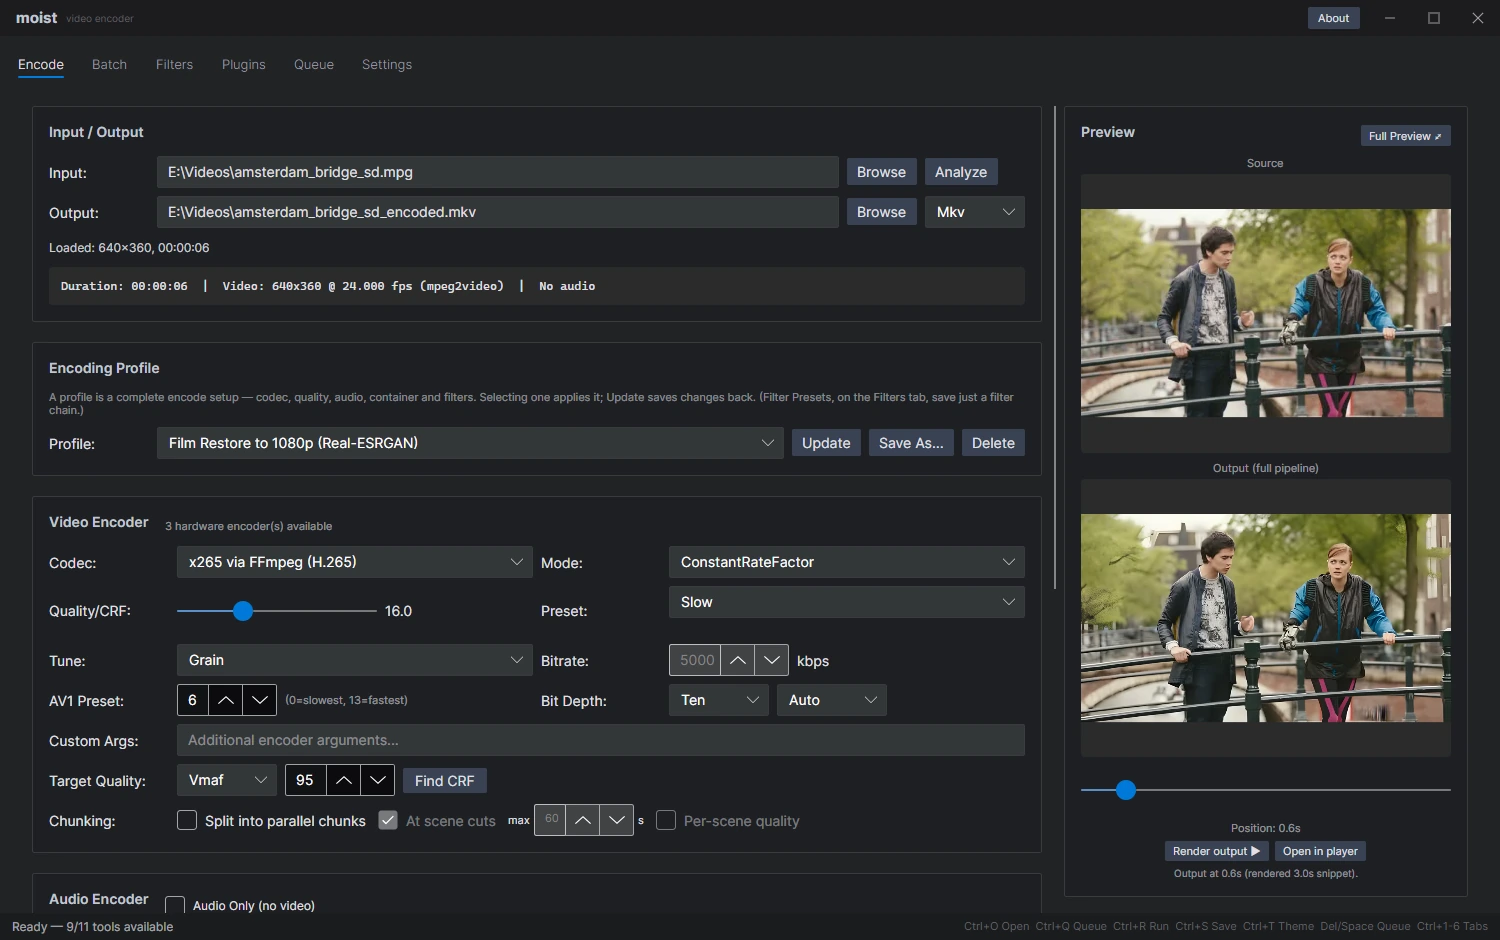 moist video encoder
About
Encode Batch Filters Plugins Queue Settings
Input / Output
Input: E:\Videos\amsterdam_bridge_sd.mpg Browse Analyze
Output: E:\Videos\amsterdam_bridge_sd_encoded.mkv Browse Mkv
Loaded: 640×360, 00:00:06
Duration: 00:00:06 | Video: 640x360 @ 24.000 fps (mpeg2video) | No audio
Encoding Profile
A profile is a complete encode setup — codec, quality, audio, container and filters. Selecting one applies it; Update saves changes back. (Filter Presets, on the Filters tab, save just a filter
chain.)
Profile: Film Restore to 1080p (Real-ESRGAN) Update Save As... Delete
Video Encoder 3 hardware encoder(s) available
Codec: x265 via FFmpeg (H.265) Mode: ConstantRateFactor
Quality/CRF: 16.0 Preset: Slow
Tune: Grain Bitrate: 5000 kbps
AV1 Preset: 6 (0=slowest, 13=fastest) Bit Depth: Ten Auto
Custom Args: Additional encoder arguments...
Target Quality: Vmaf 95 Find CRF
Chunking: Split into parallel chunks At scene cuts max 60 s Per-scene quality
Audio Encoder Audio Only (no video)
Preview
Full Preview
Source
Output (full pipeline)
Position: 0.6s
Render output ▶ Open in player
Output at 0.6s (rendered 3.0s snippet).
Ready — 9/11 tools available
Ctrl+O Open Ctrl+Q Queue Ctrl+R Run Ctrl+S Save Ctrl+T Theme Del/Space Queue Ctrl+1-6 Tabs